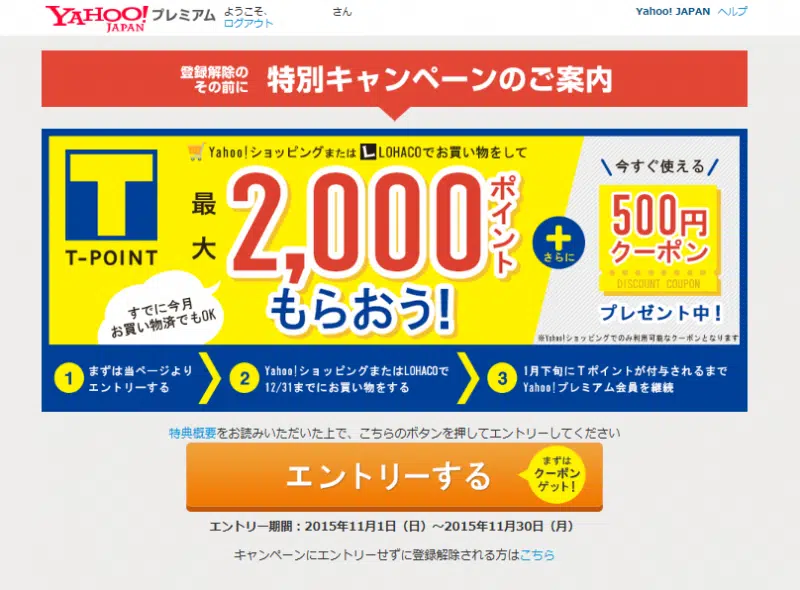 YAHOO! JAPAN プレミアム
ようこそ、 さん
ログアウト
Yahoo! JAPAN ヘルプ
登録解除の
その前に
特別キャンペーンのご案内
Yahoo!ショッピングまたは L LOHACOでお買い物をして
T
T-POINT
最大
2,000
ポイント
もらおう!
すでに今月
お買い物済でもOK
+
さらに
\今すぐ使える/
500円
クーポン
DISCOUNT COUPON
プレゼント中!
※Yahoo!ショッピングでのみ利用可能なクーポンとなります
1 まずは当ページより
エントリーする
2 Yahoo!ショッピングまたはLOHACOで
12/31までにお買い物をする
3 1月下旬にTポイントが付与されるまで
Yahoo!プレミアム会員を継続
特典概要をお読みいただいた上で、こちらのボタンを押してエントリーしてください
エントリーする
まずは
クーポン
ゲット!
エントリー期間:2015年11月1日(日)~2015年11月30日(月)
キャンペーンにエントリーせずに登録解除される方はこちら